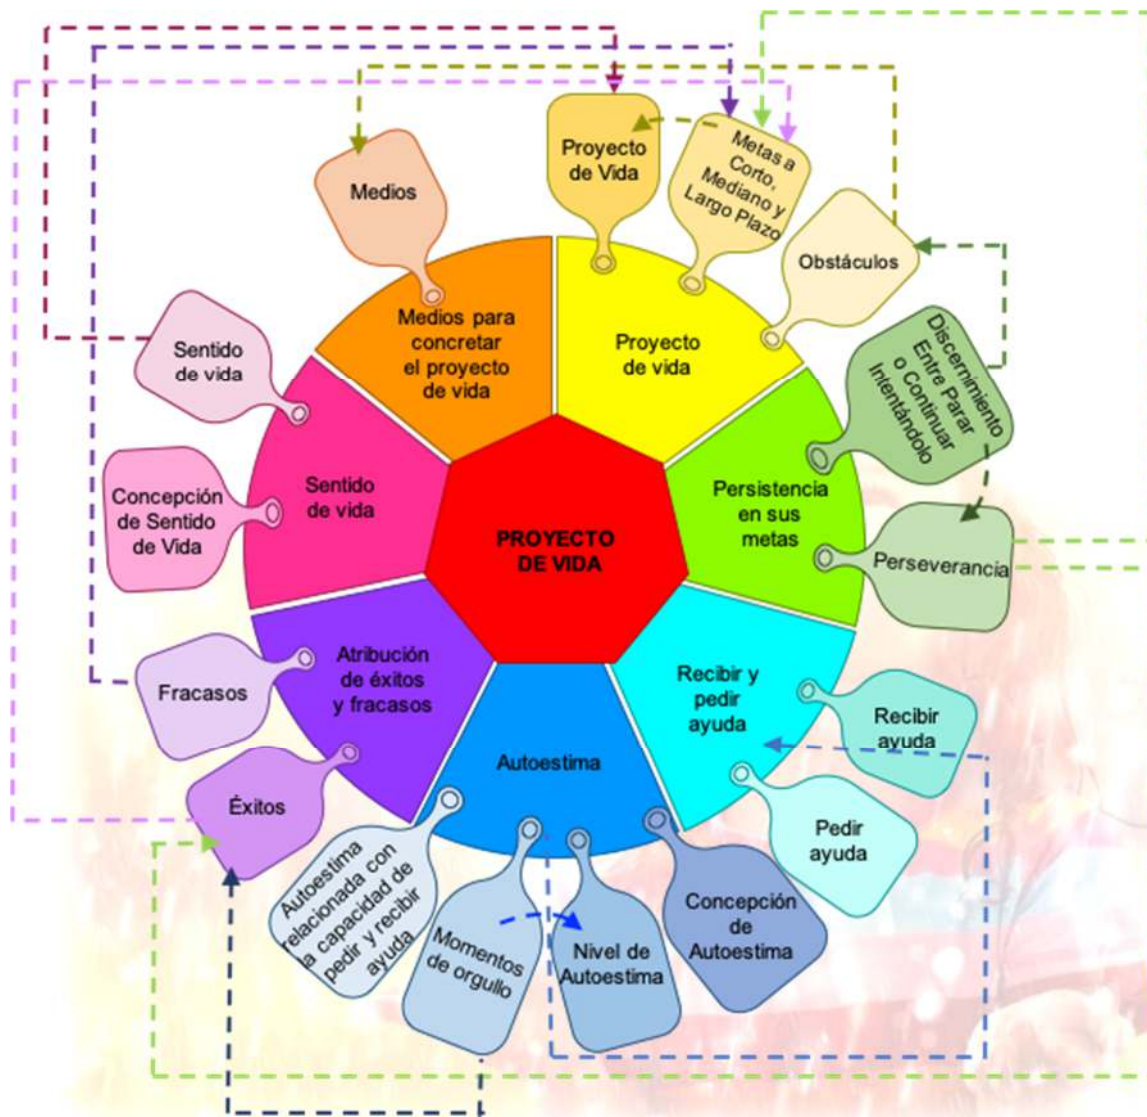 Proyecto
de Vida
Metas a
Corto,
Mediano y
Largo Plazo
Medios
Obstáculos
Medios para
concretar
el proyecto
de vida
Proyecto
de vida
Sentido
de vida
Discernimiento
Entre Parar
o Continuar
Intentándolo
Concepción
de Sentido
de Vida
Sentido
de vida
PROYECTO
DE VIDA
Persistencia
en sus
metas
Perseverancia
Fracasos
Atribución
de éxitos
y fracasos
Recibir y
pedir
ayuda
Recibir
ayuda
Éxitos
Autoestima
Pedir
ayuda
Autoestima
relacionada con
la capacidad de
pedir y recibir
ayuda
Momentos
de orgullo
Nivel de
Autoestima
Concepción
de
Autoestima